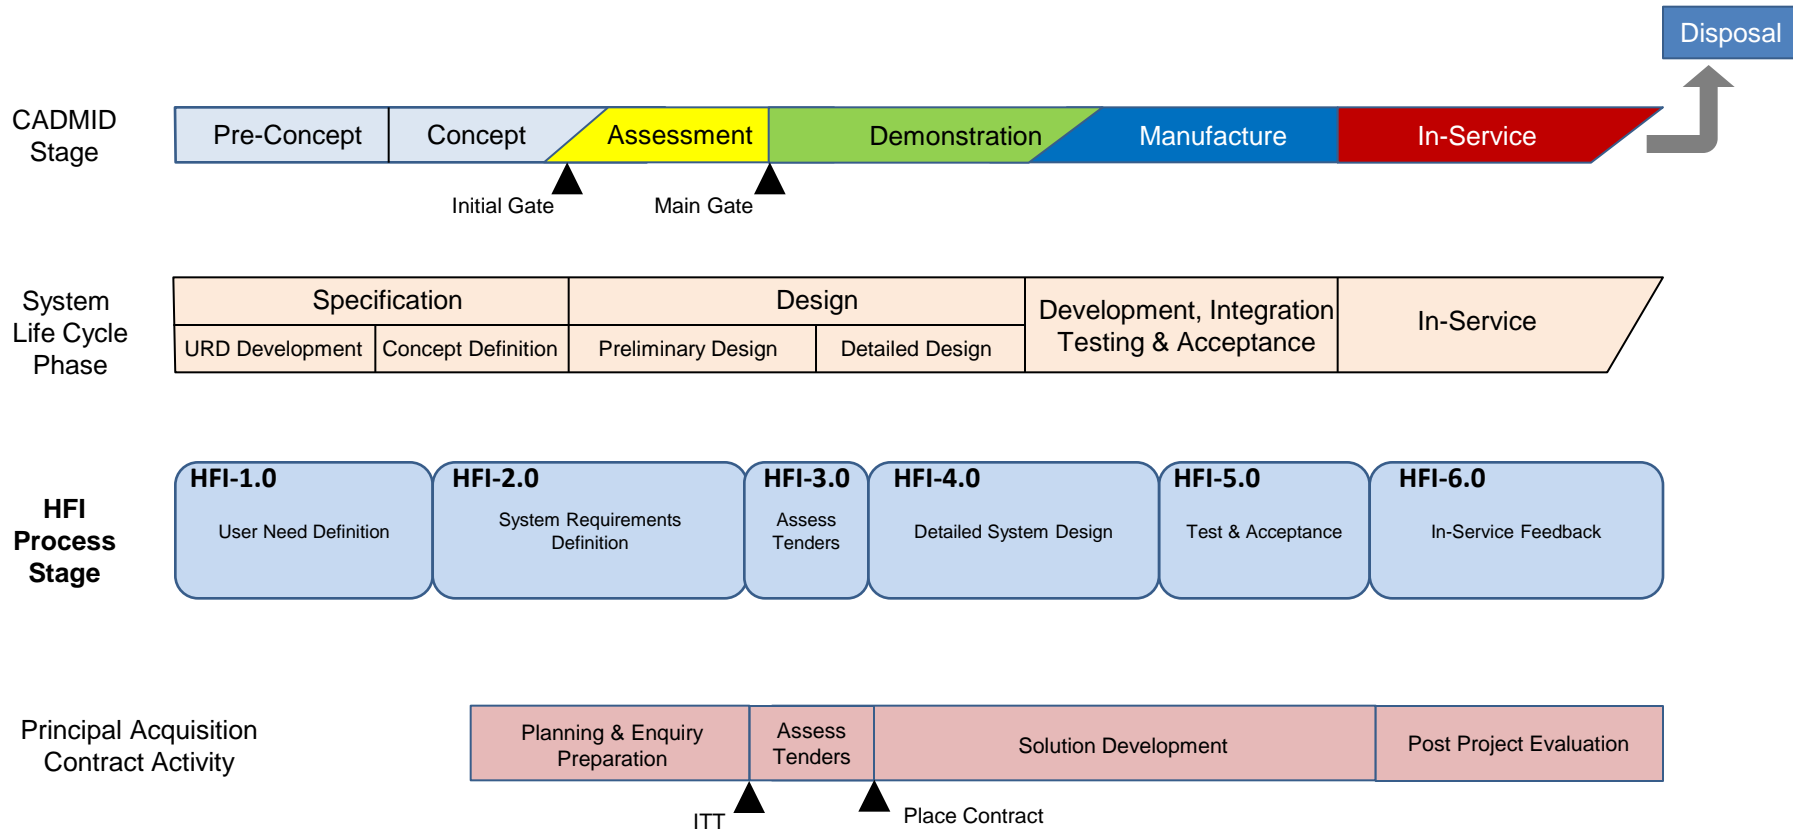 Disposal
CADMID
Stage
Pre-Concept
Concept
Assessment
Demonstration
Manufacture
In-Service
Initial Gate
Main Gate
System
Life Cycle
Phase
Specification
Design
Development, Integration
Testing & Acceptance
In-Service
URD Development
Concept Definition
Preliminary Design
Detailed Design
HFI
Process
Stage
HFI-1.0
User Need Definition
HFI-2.0
System Requirements
Definition
HFI-3.0
Assess
Tenders
HFI-4.0
Detailed System Design
HFI-5.0
Test & Acceptance
HFI-6.0
In-Service Feedback
Principal Acquisition
Contract Activity
Planning & Enquiry
Preparation
Assess
Tenders
Solution Development
Post Project Evaluation
ITT
Place Contract